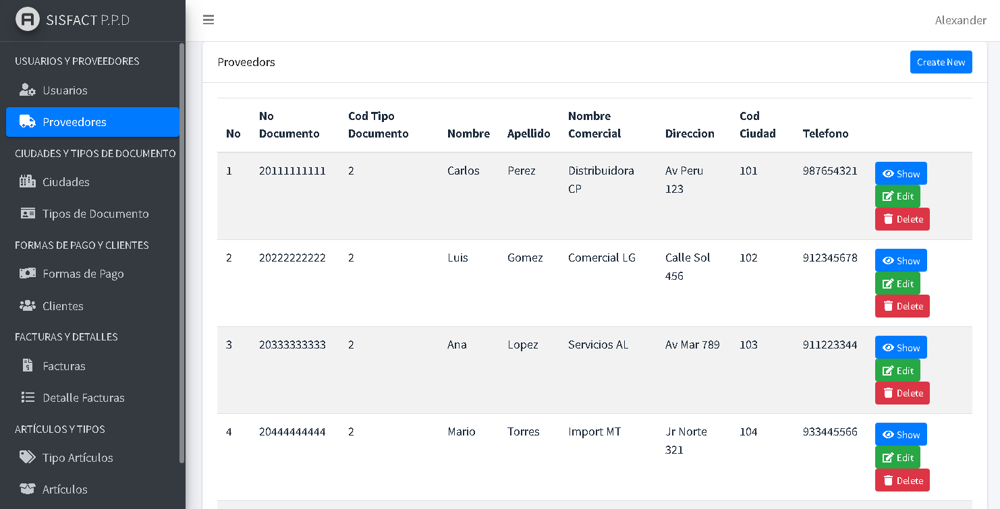 SISFACT P.P.D
Alexander
USUARIOS Y PROVEEDORES
Usuarios
Proveedores
CIUDADES Y TIPOS DE DOCUMENTO
Ciudades
Tipos de Documento
FORMAS DE PAGO Y CLIENTES
Formas de Pago
Clientes
FACTURAS Y DETALLES
Facturas
Detalle Facturas
ARTÍCULOS Y TIPOS
Tipo Artículos
Artículos
Proveedors
Create New
No No Documento Cod Tipo Documento Nombre Apellido Nombre Comercial Direccion Cod Ciudad Telefono
1 20111111111 2 Carlos Perez Distribuidora CP Av Peru 123 101 987654321
Show
Edit
Delete
2 20222222222 2 Luis Gomez Comercial LG Calle Sol 456 102 912345678
Show
Edit
Delete
3 20333333333 2 Ana Lopez Servicios AL Av Mar 789 103 911223344
Show
Edit
Delete
4 20444444444 2 Mario Torres Import MT Jr Norte 321 104 933445566
Show
Edit
Delete